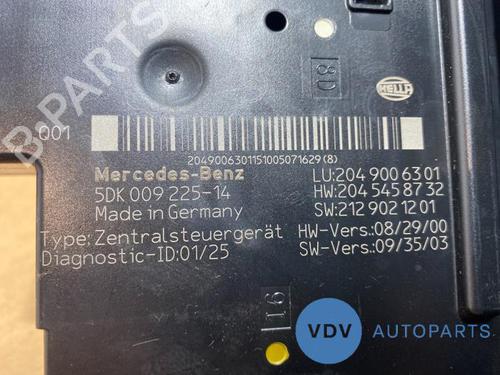 8D
HELLA
001
2049006301151005071629(8)
Mercedes-Benz LU:204 900 63 01
5DK 009 225-14 HW:204 545 87 32
Made in Germany SW:212 902 12 01
Type:Zentralsteuergerät HW-Vers.:08/29/00
Diagnostic-ID:01/25 SW-Vers.:09/35/03
16
VDV AUTOPARTS
B-Parts